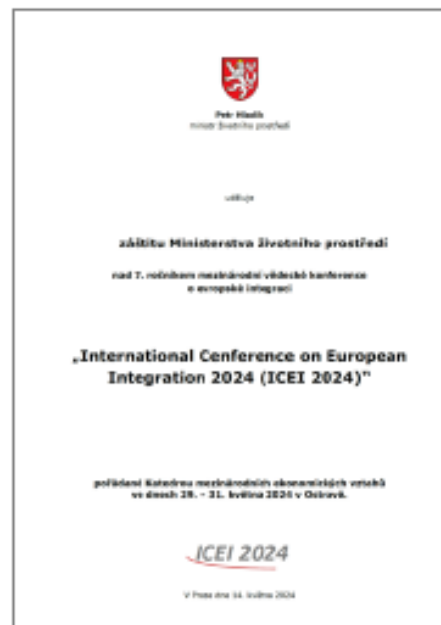 Petr Hladík
ministr životního prostředí
uděluje
záštitu Ministerstva životního prostředí
nad 7. ročníkem mezinárodní vědecké konference
o evropské integraci
„International Conference on European
Integration 2024 (ICEI 2024)“
pořádané Katedrou mezinárodních ekonomických vztahů
ve dnech 29. – 31. května 2024 v Ostravě.
ICEI 2024
V Praze dne 14. května 2024